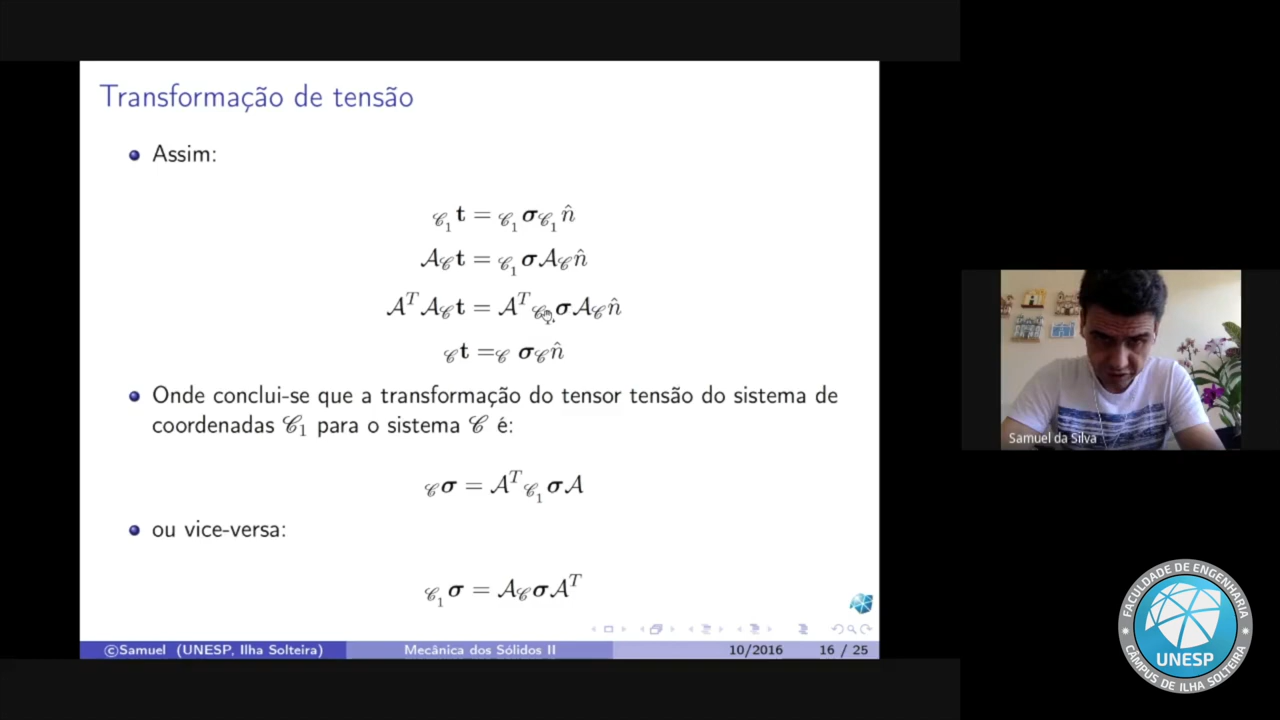 Transformação de tensão
Assim:
𝒞₁t = 𝒞₁σ𝒞₁n̂
𝒜𝒞t = 𝒞₁σ𝒜𝒞n̂
𝒜ᵀ𝒜𝒞t = 𝒜ᵀ𝒞₁σ𝒜𝒞n̂
𝒞t =𝒞 σ𝒞n̂
Onde conclui-se que a transformação do tensor tensão do sistema de
coordenadas 𝒞₁ para o sistema 𝒞 é:
𝒞σ = 𝒜ᵀ𝒞₁σ𝒜
ou vice-versa:
𝒞₁σ = 𝒜𝒞σ𝒜ᵀ
©Samuel (UNESP, Ilha Solteira) Mecânica dos Sólidos II 10/2016 16 / 25
Samuel da Silva
FACULDADE DE ENGENHARIA
UNESP
CÂMPUS DE ILHA SOLTEIRA